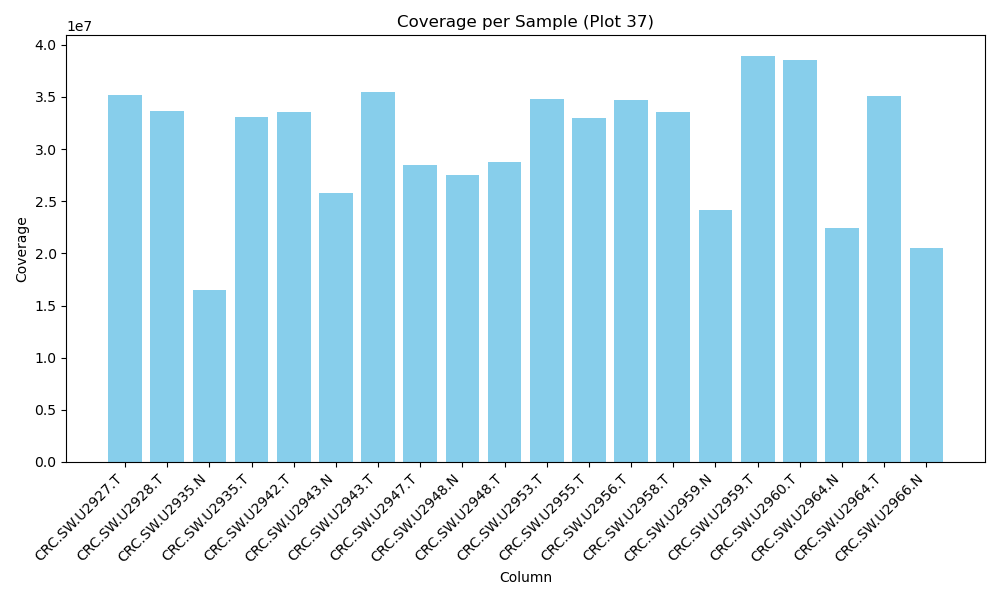 Coverage per Sample (Plot 37)
1e7
4.0
3.5
3.0
2.5
2.0
1.5
1.0
0.5
0.0
Coverage
CRC.SW.U2927.T
CRC.SW.U2928.T
CRC.SW.U2935.N
CRC.SW.U2935.T
CRC.SW.U2942.T
CRC.SW.U2943.N
CRC.SW.U2943.T
CRC.SW.U2947.T
CRC.SW.U2948.N
CRC.SW.U2948.T
CRC.SW.U2953.T
CRC.SW.U2955.T
CRC.SW.U2956.T
CRC.SW.U2958.T
CRC.SW.U2959.N
CRC.SW.U2959.T
CRC.SW.U2960.T
CRC.SW.U2964.N
CRC.SW.U2964.T
CRC.SW.U2966.N
Column